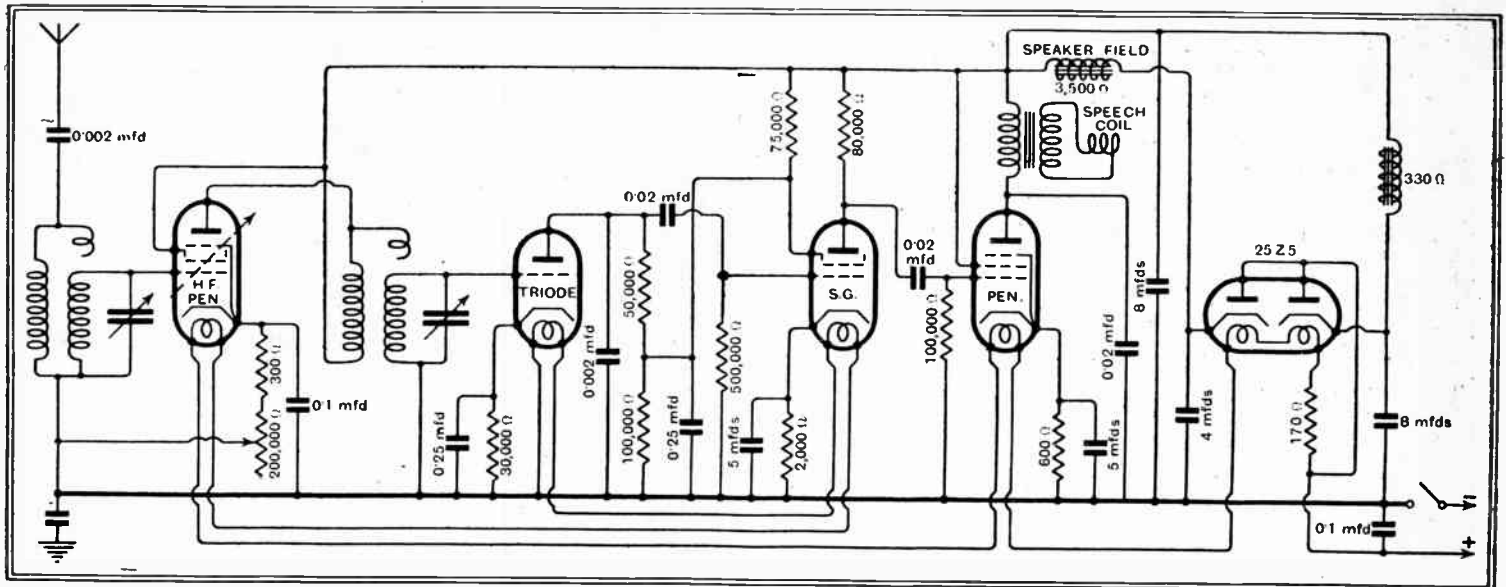 0·002 mfd
H.F.
PEN
300 Ω
200,000 Ω
0·1 mfd
TRIODE
0·25 mfd
30,000 Ω
0·002 mfd
50,000 Ω
100,000 Ω
0·02 mfd
0·25 mfd
500,000 Ω
75,000 Ω
80,000 Ω
S.G.
5 mfds
2,000 Ω
0·02
mfd
100,000 Ω
PEN.
SPEAKER FIELD
3,500 Ω
SPEECH
COIL
600 Ω
5 mfds
0·02 mfd
8 mfds
4 mfds
25 Z 5
170 Ω
330 Ω
8 mfds
0·1 mfd
−
+